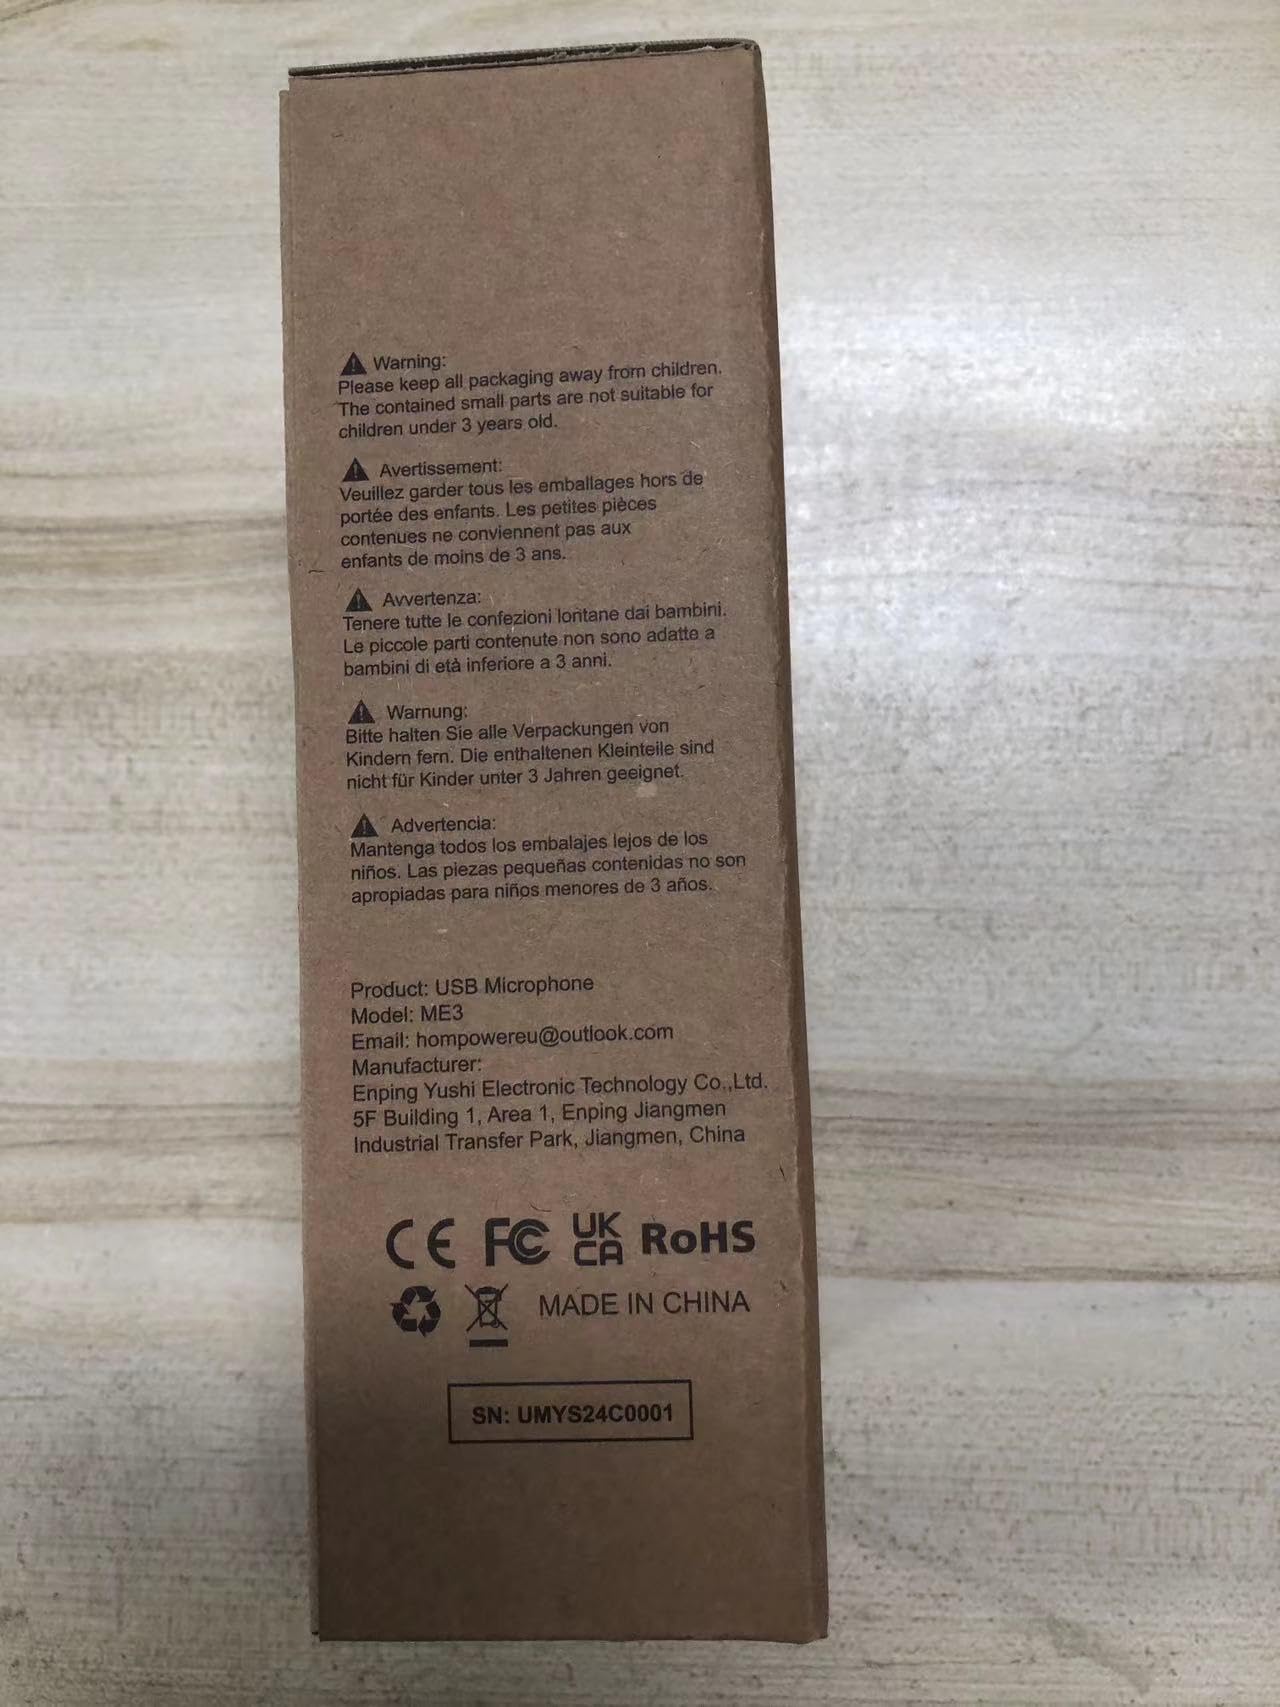 Warning:
Please keep all packaging away from children.
The contained small parts are not suitable for
children under 3 years old.
Avertissement:
Veuillez garder tous les emballages hors de
portée des enfants. Les petites pièces
contenues ne conviennent pas aux
enfants de moins de 3 ans.
Avvertenza:
Tenere tutte le confezioni lontane dai bambini.
Le piccole parti contenute non sono adatte a
bambini di età inferiore a 3 anni.
Warnung:
Bitte halten Sie alle Verpackungen von
Kindern fern. Die enthaltenen Kleinteile sind
nicht für Kinder unter 3 Jahren geeignet.
Advertencia:
Mantenga todos los embalajes lejos de los
niños. Las piezas pequeñas contenidas no son
apropiadas para niños menores de 3 años.
Product: USB Microphone
Model: ME3
Email: hompowereu@outlook.com
Manufacturer:
Enping Yushi Electronic Technology Co.,Ltd.
5F Building 1, Area 1, Enping Jiangmen
Industrial Transfer Park, Jiangmen, China
CE FC UK CA RoHS
MADE IN CHINA
SN: UMYS24C0001